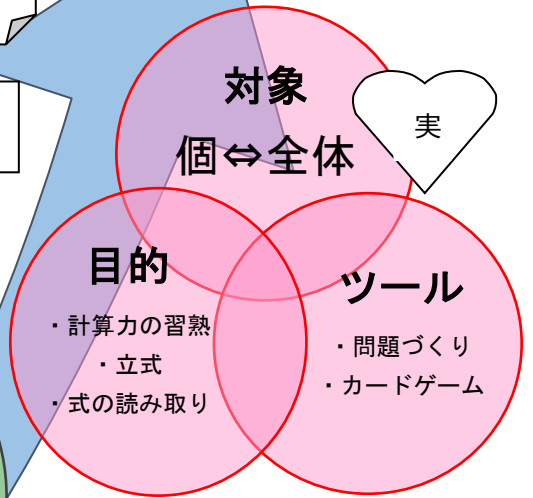 対象
個⇔全体
実
目的
・計算力の習熟
・立式
・式の読み取り
ツール
・問題づくり
・カードゲーム